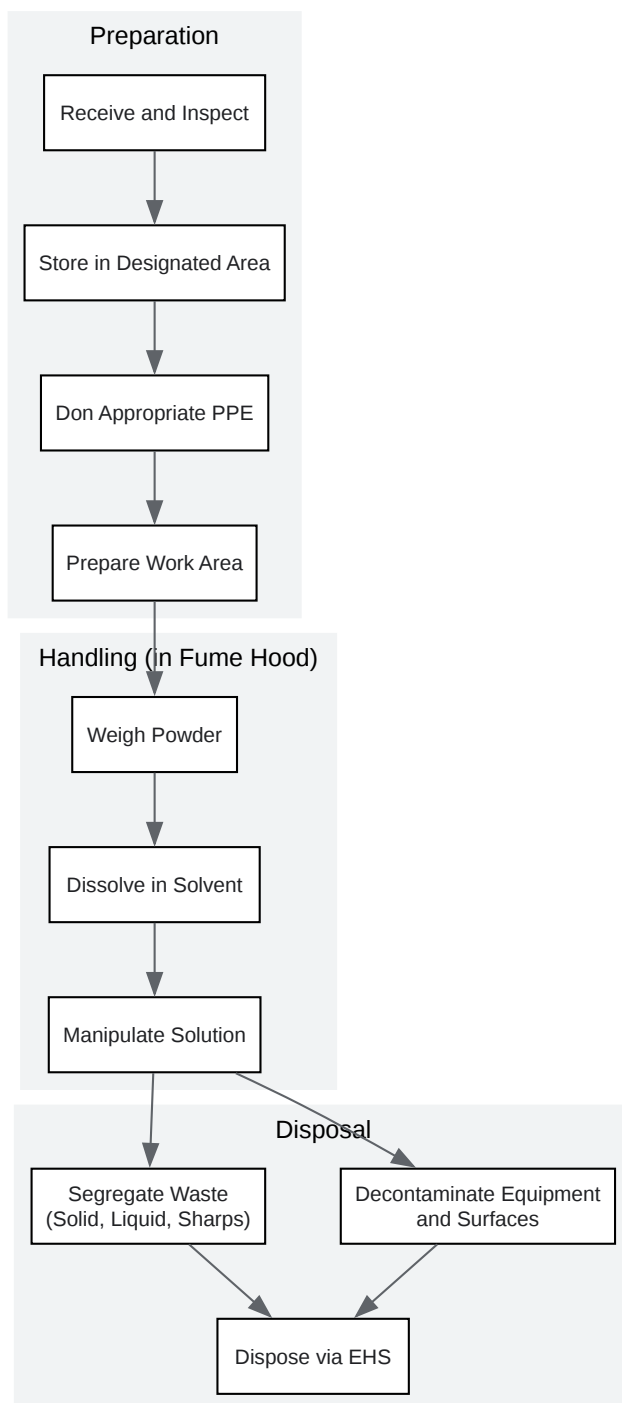 Preparation
Receive and Inspect
Store in Designated Area
Don Appropriate PPE
Prepare Work Area
Handling (in Fume Hood)
Weigh Powder
Dissolve in Solvent
Manipulate Solution
Disposal
Segregate Waste
(Solid, Liquid, Sharps)
Decontaminate Equipment
and Surfaces
Dispose via EHS